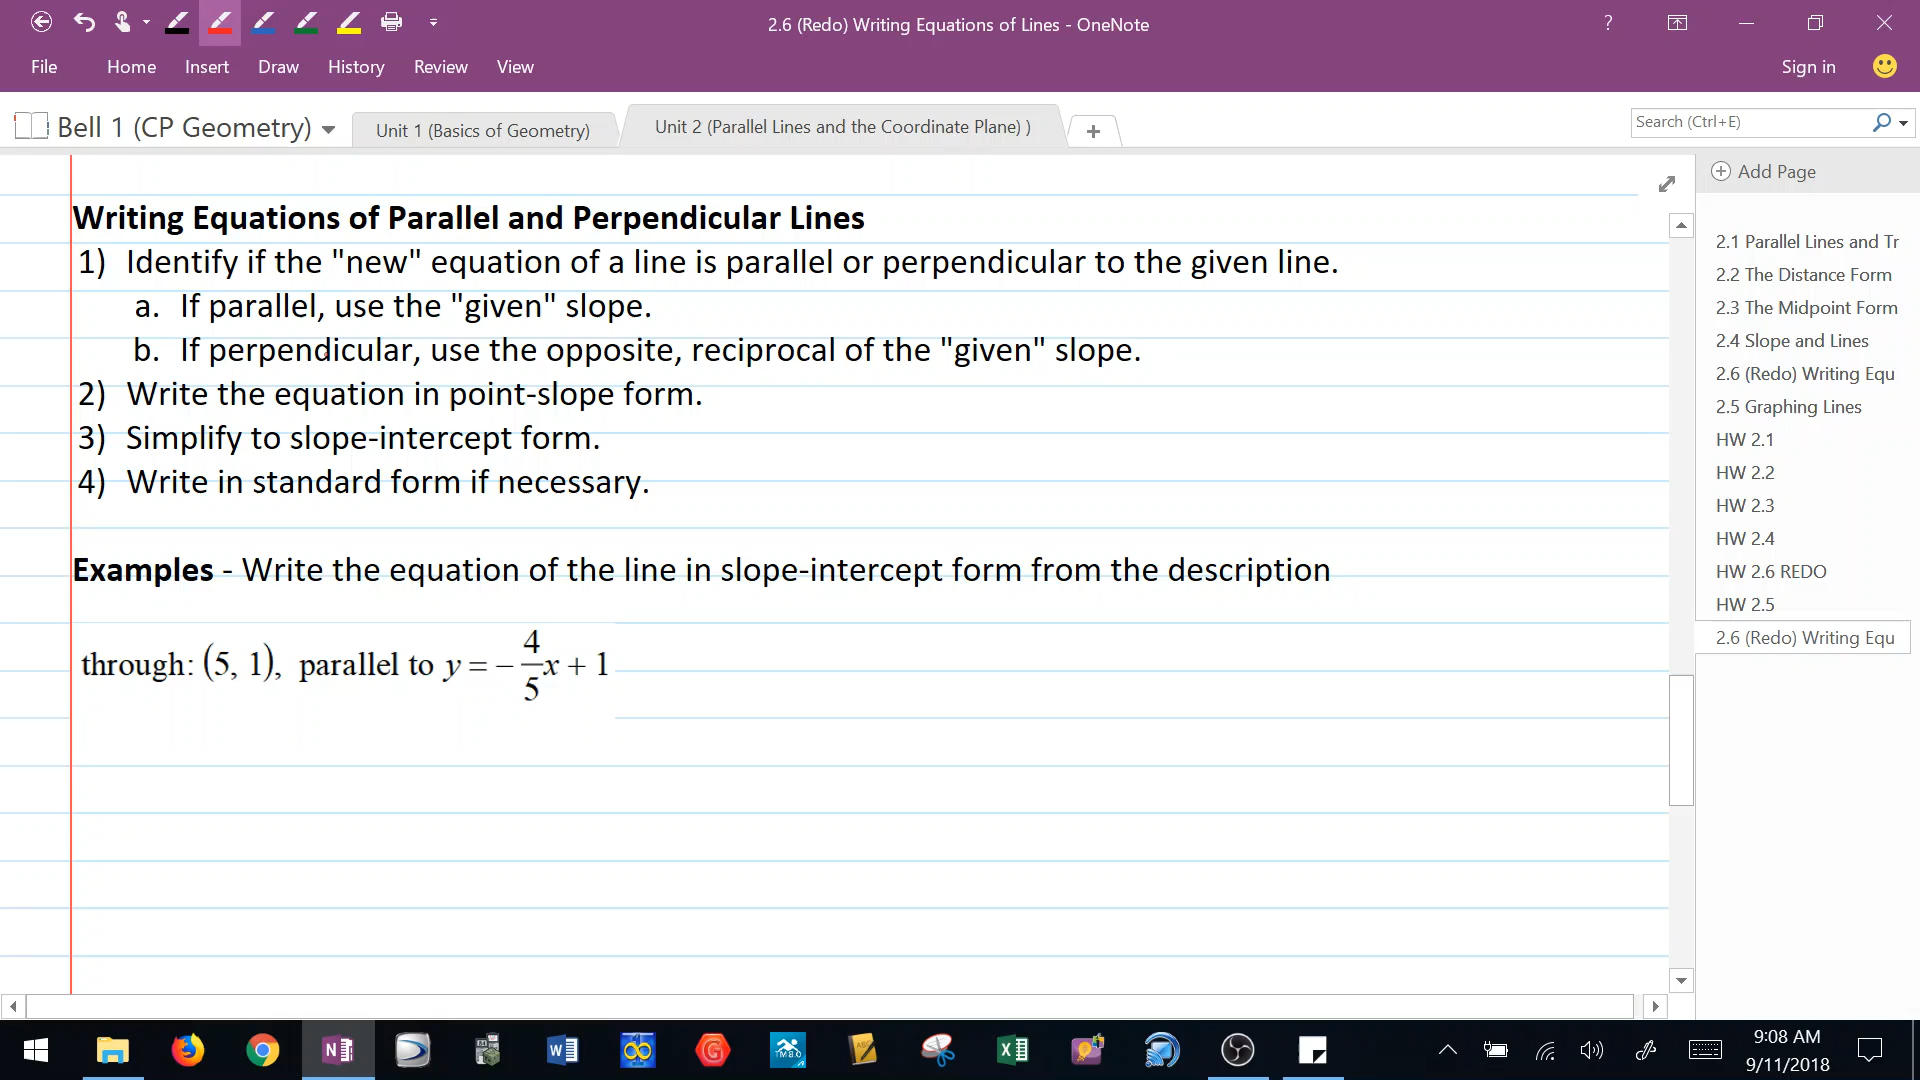 2.6 (Redo) Writing Equations of Lines - OneNote
?
File Home Insert Draw History Review View Sign in
Bell 1 (CP Geometry) Unit 1 (Basics of Geometry) Unit 2 (Parallel Lines and the Coordinate Plane) ) + Search (Ctrl+E)
Add Page
Writing Equations of Parallel and Perpendicular Lines
1) Identify if the "new" equation of a line is parallel or perpendicular to the given line.
a. If parallel, use the "given" slope.
b. If perpendicular, use the opposite, reciprocal of the "given" slope.
2) Write the equation in point-slope form.
3) Simplify to slope-intercept form.
4) Write in standard form if necessary.
Examples - Write the equation of the line in slope-intercept form from the description
through: (5, 1), parallel to y = -4/5x + 1
2.1 Parallel Lines and Tr
2.2 The Distance Form
2.3 The Midpoint Form
2.4 Slope and Lines
2.6 (Redo) Writing Equ
2.5 Graphing Lines
HW 2.1
HW 2.2
HW 2.3
HW 2.4
HW 2.6 REDO
HW 2.5
2.6 (Redo) Writing Equ
9:08 AM
9/11/2018